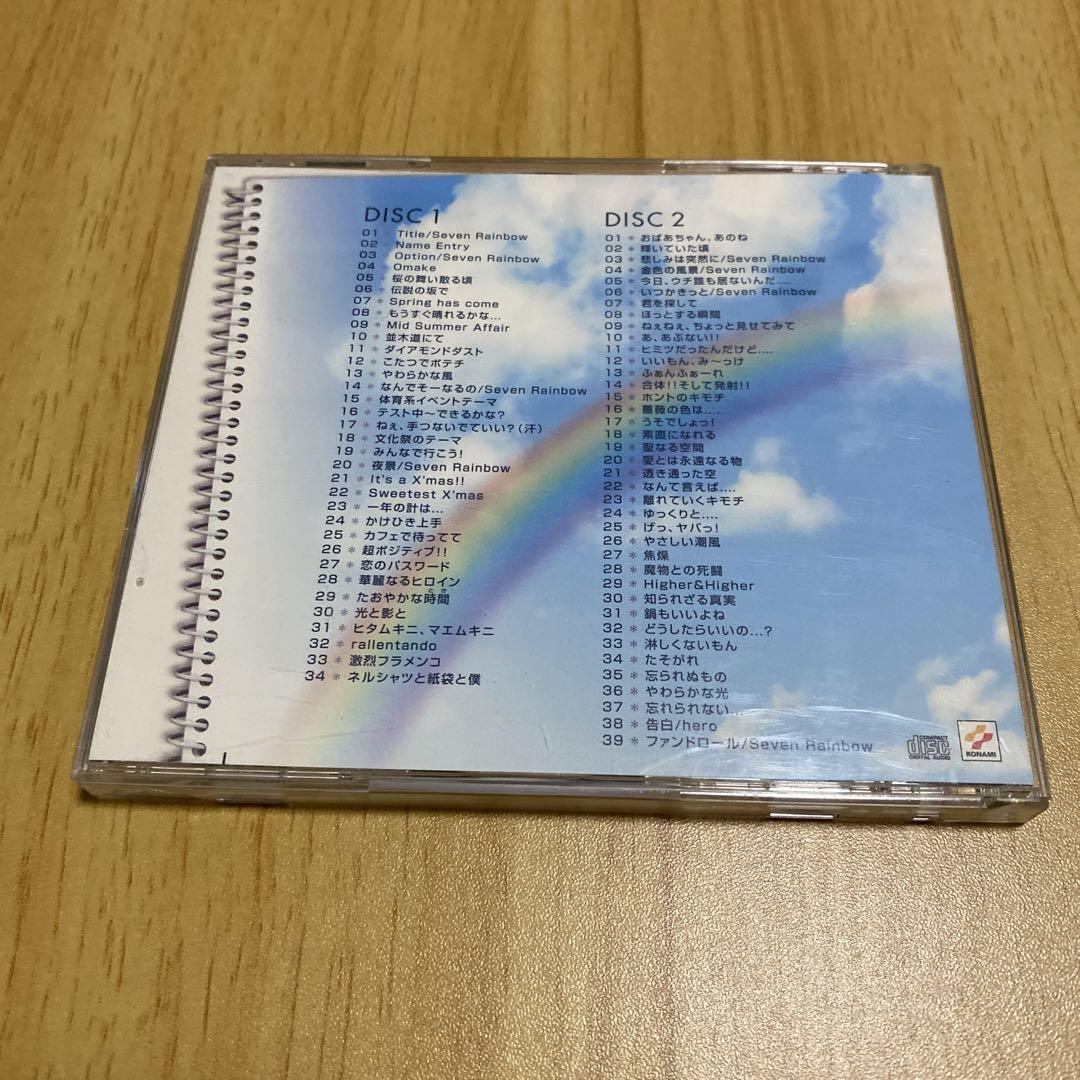 DISC 1
01 Title/Seven Rainbow
02 Name Entry
03 Option/Seven Rainbow
04 Omake
05 * 桜の舞い散る頃
06 * 伝説の坂で
07 * Spring has come
08 * もうすぐ晴れるかな...
09 * Mid Summer Affair
10 * 並木道にて
11 * ダイアモンドダスト
12 * こたつでポテチ
13 * やわらかな風
14 * なんでそーなるの/Seven Rainbow
15 * 体育系イベントテーマ
16 * テスト中〜できるかな?
17 * ねぇ、手つないでていい?(汗)
18 * 文化祭のテーマ
19 * みんなで行こう!
20 * 夜景/Seven Rainbow
21 * It's a X'mas!!
22 * Sweetest X'mas
23 * 一年の計は...
24 * かけひき上手
25 * カフェで待ってて
26 * 超ポジティブ!!
27 * 恋のパスワード
28 * 華麗なるヒロイン
29 * たおやかな時間
とき
30 * 光と影と
31 * ヒタムキニ、マエムキニ
32 * rallentando
33 * 激烈フラメンコ
34 * ネルシャツと紙袋と僕
DISC 2
01 * おばあちゃん、あのね
02 * 輝いていた頃
03 * 悲しみは突然に/Seven Rainbow
04 * 金色の風景/Seven Rainbow
05 * 今日、ウチ誰も居ないんだ....
06 * いつかきっと/Seven Rainbow
07 * 君を探して
08 * ほっとする瞬間
09 * ねぇねぇ、ちょっと見せてみて
10 * あ、あぶない!!
11 * ヒミツだったんだけど....
12 * いいもん、み〜っけ
13 * ふぁんふぁーれ
14 * 合体!!そして発射!!
15 * ホントのキモチ
16 * 薔薇の色は....
17 * うそでしょっ!
18 * 素直になれる
19 * 聖なる空間
20 * 愛とは永遠なる物
21 * 透き通った空
22 * なんて言えば....
23 * 離れていくキモチ
24 * ゆっくりと....
25 * げっ、ヤバっ!
26 * やさしい潮風
27 * 焦燥
28 * 魔物との死闘
29 * Higher&Higher
30 * 知られざる真実
31 * 鍋もいいよね
32 * どうしたらいいの...?
33 * 淋しくないもん
34 * たそがれ
35 * 忘られぬもの
36 * やわらかな光
37 * 忘れられない...
38 * 告白/hero
39 * ファンドロール/Seven Rainbow
COMPACT
disc
DIGITAL AUDIO
KONAMI